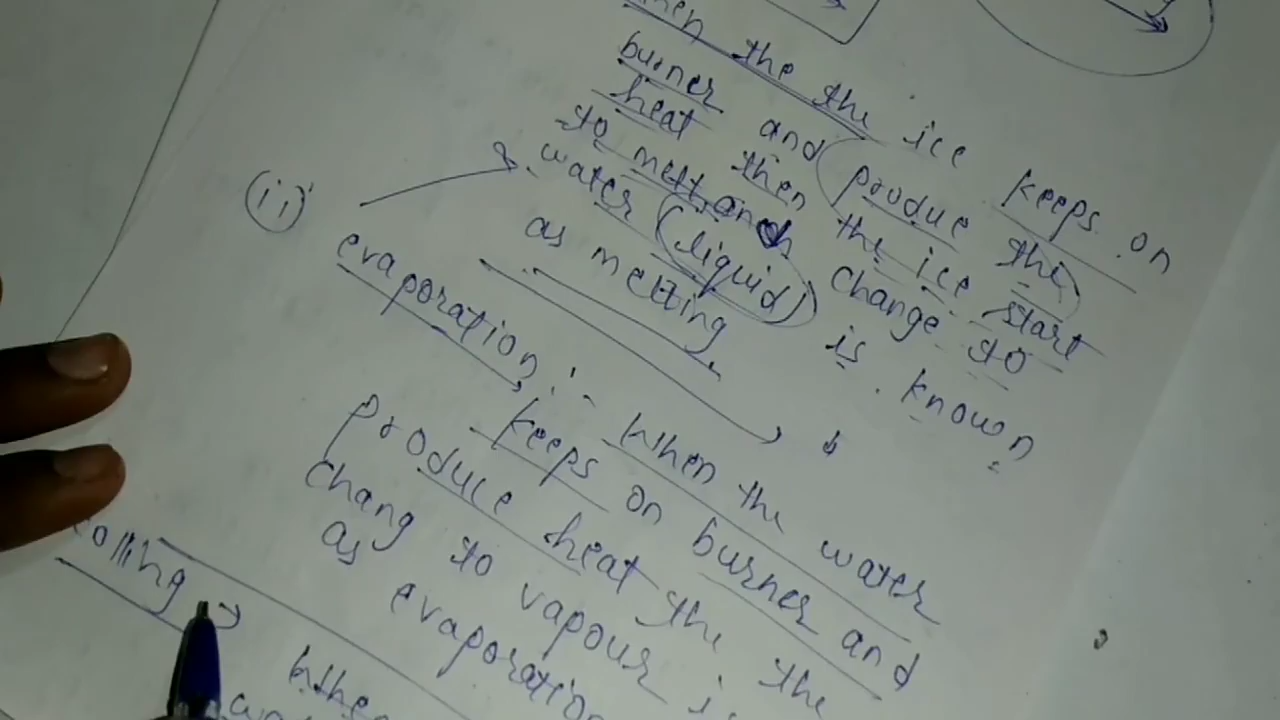 the the ice keeps on
burner and (produe the)
heat then the ice start
to melt and change to
water (liquid) is known
as melting
(ii)
evaporation :- When the water
keeps on burner and
produce heat the the
chang to vapour
as evaporation